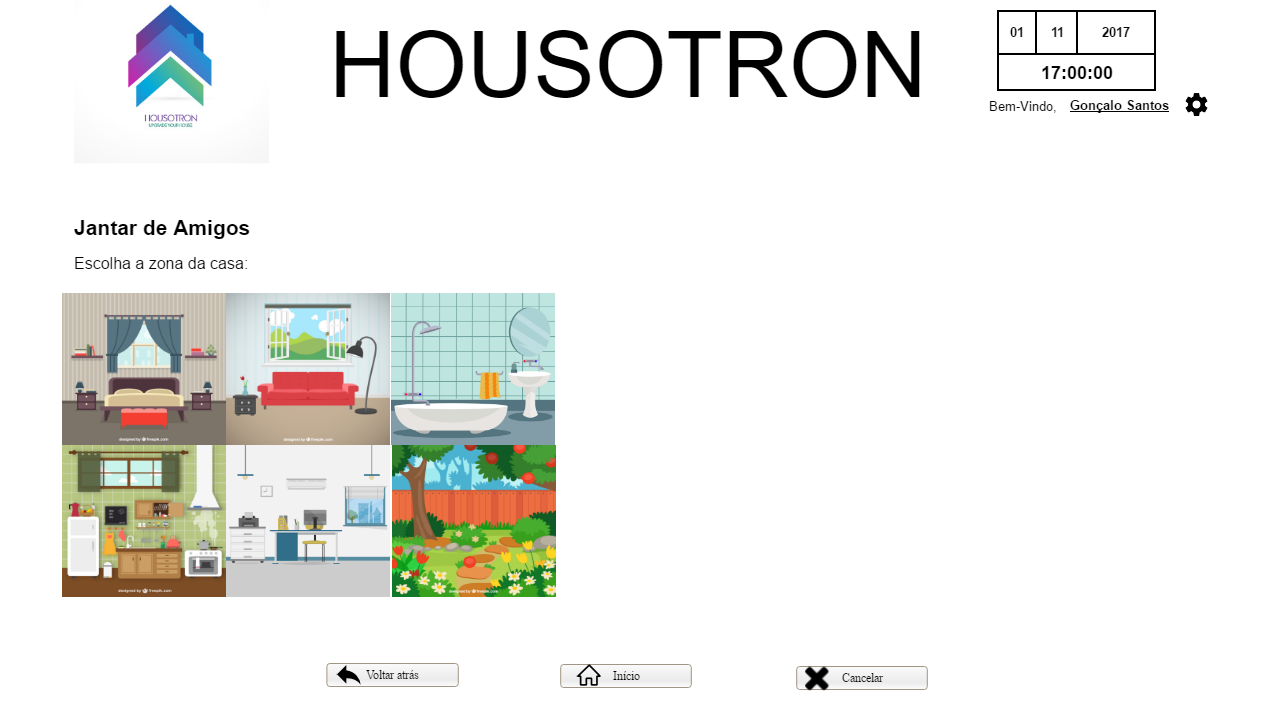 HOUSOTRON
01 11 2017
17:00:00
Bem-Vindo, Gonçalo Santos
HOUSOTRON
UPGRADE YOUR HOUSE
Jantar de Amigos
Escolha a zona da casa:
designed by freepik.com
designed by freepik.com
designed by freepik.com
designed by freepik.com
Voltar atrás
Início
Cancelar